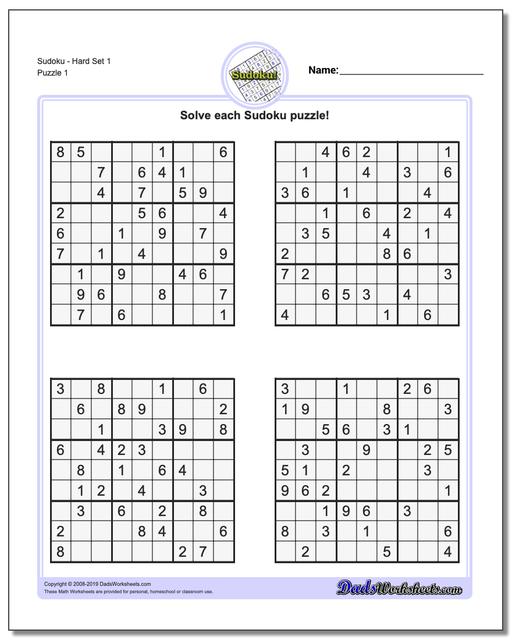 Sudoku - Hard Set 1
Puzzle 1
Sudoku!
Name:
Solve each Sudoku puzzle!
8 5 1 6
7 6 4 1
4 7 5 9
2 5 6 4
6 1 9 7
7 1 4 9
1 9 4 6
9 6 8 7
7 6 1
4 6 2 1
1 4 3 6
3 6 1 4
1 6 2 4
3 5 4 1
2 8 6
7 2 3
6 5 3 4
4 1 6
3 8 1 6
6 8 9 2
1 3 9 8
6 4 2 3
8 1 6 4
1 2 4 3
3 6 2 8
2 8 4 6
8 2 7
3 1 2 6
1 9 8 3
5 6 3 1
3 9 2 5
5 1 2 3
9 6 2 1
1 9 6 3
8 3 1 6
2 5 4
Copyright © 2008-2019 DadsWorksheets.com
These Math Worksheets are provided for personal, homeschool or classroom use.
DadsWorksheets.com